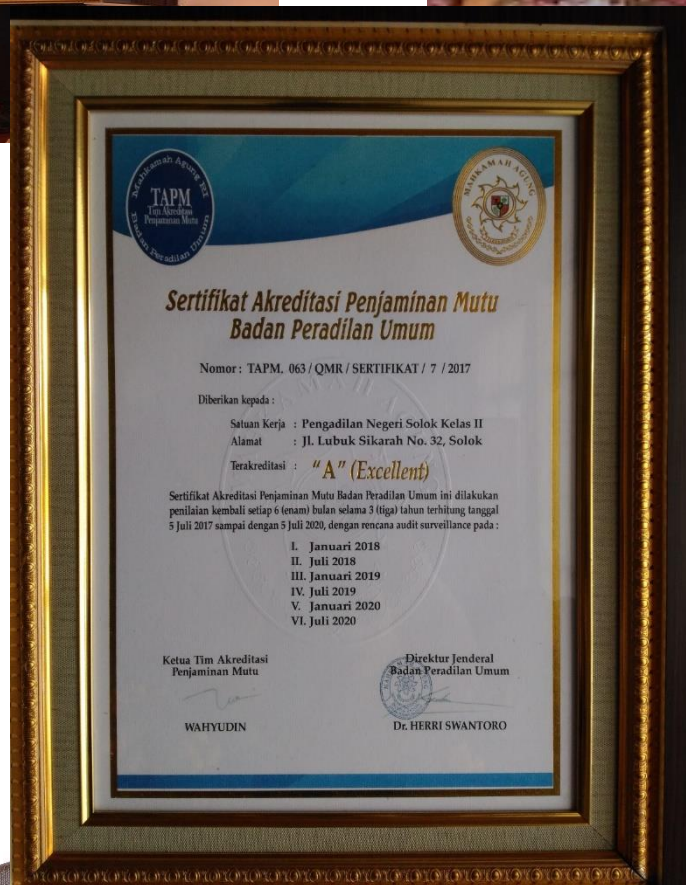 Mahkamah Agung RI
TAPM
Tim Akreditasi
Penjaminan Mutu
Badan Peradilan Umum
MAHKAMAH AGUNG
Sertifikat Akreditasi Penjaminan Mutu
Badan Peradilan Umum
Nomor : TAPM. 063 / QMR / SERTIFIKAT / 7 / 2017
Diberikan kepada :
Satuan Kerja : Pengadilan Negeri Solok Kelas II
Alamat : Jl. Lubuk Sikarah No. 32, Solok
Terakreditasi : "A" (Excellent)
Sertifikat Akreditasi Penjaminan Mutu Badan Peradilan Umum ini dilakukan
penilaian kembali setiap 6 (enam) bulan selama 3 (tiga) tahun terhitung tanggal
5 Juli 2017 sampai dengan 5 Juli 2020, dengan rencana audit surveillance pada :
I. Januari 2018
II. Juli 2018
III. Januari 2019
IV. Juli 2019
V. Januari 2020
VI. Juli 2020
Ketua Tim Akreditasi
Penjaminan Mutu
WAHYUDIN
Direktur Jenderal
Badan Peradilan Umum
Dr. HERRI SWANTORO